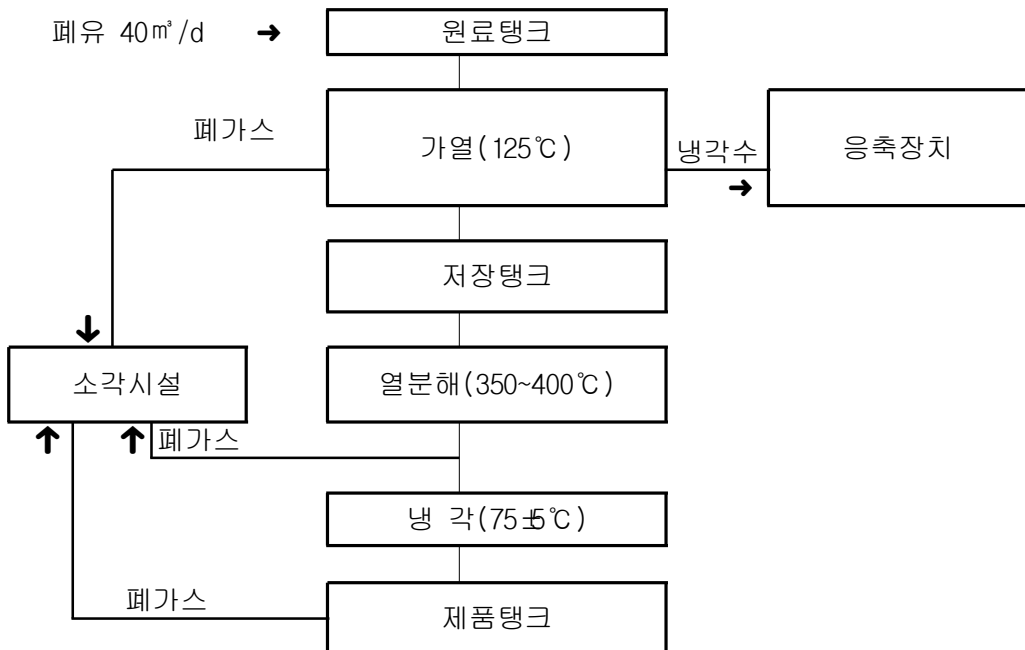 폐유 40㎥/d → 원료탱크
폐가스
가열(125℃)
냉각수
→
응축장치
저장탱크
↓
소각시설
열분해(350~400℃)
↑ ↑ 폐가스
냉 각(75±5℃)
폐가스
제품탱크